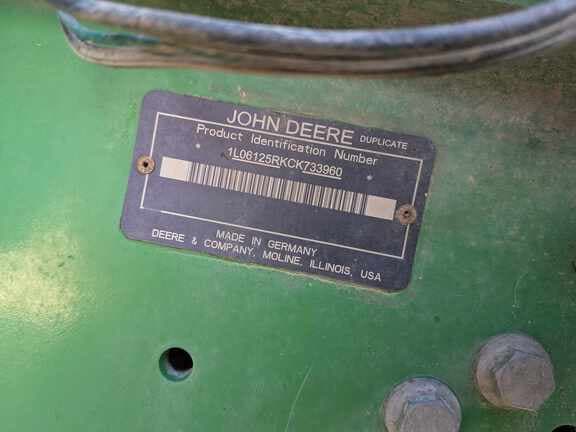 JOHN DEERE DUPLICATE
Product Identification Number
1L06125RKCK733960
MADE IN GERMANY
DEERE & COMPANY, MOLINE, ILLINOIS, USA